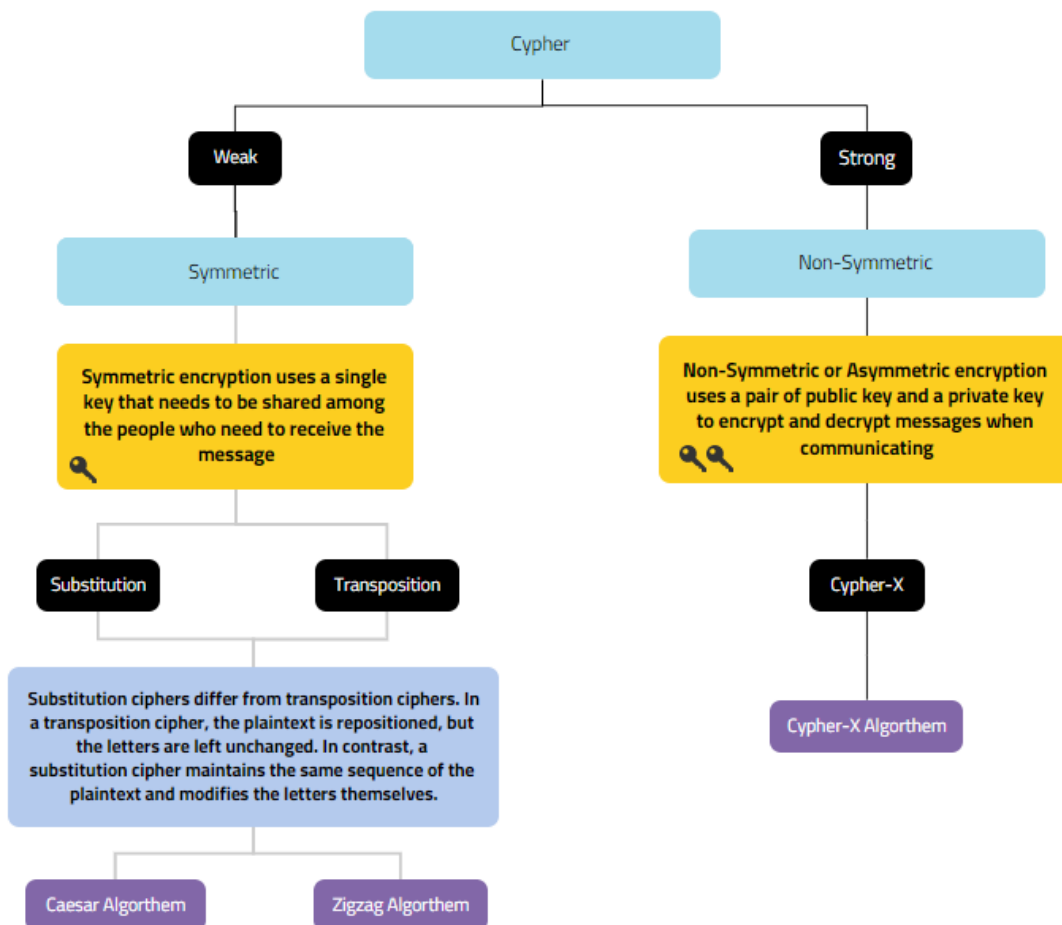 Cypher
Weak
Strong
Symmetric
Non-Symmetric
Symmetric encryption uses a single
key that needs to be shared among
the people who need to receive the
message
Non-Symmetric or Asymmetric encryption
uses a pair of public key and a private key
to encrypt and decrypt messages when
communicating
Substitution
Transposition
Cypher-X
Substitution ciphers differ from transposition ciphers. In
a transposition cipher, the plaintext is repositioned, but
the letters are left unchanged. In contrast, a
substitution cipher maintains the same sequence of the
plaintext and modifies the letters themselves.
Cypher-X Algorthem
Caesar Algorthem
Zigzag Algorthem